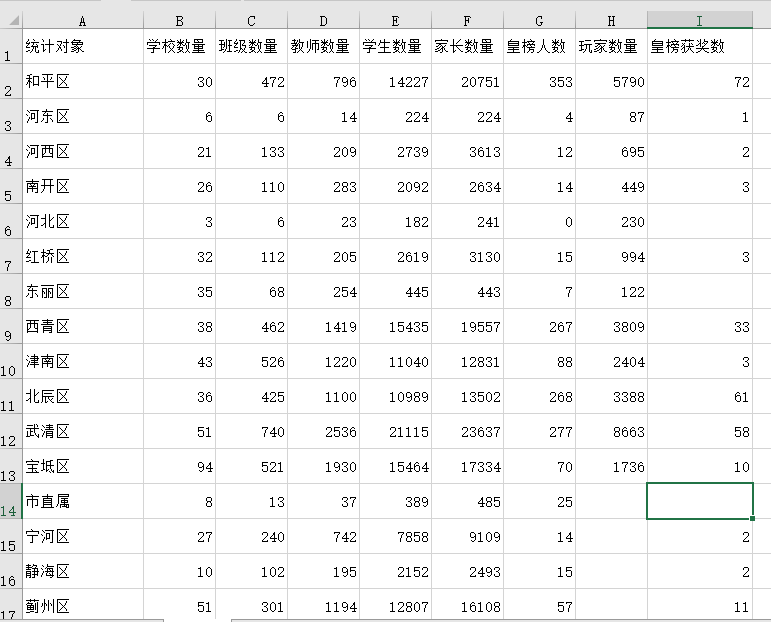 A B C D E F G H I
1 统计对象 学校数量 班级数量 教师数量 学生数量 家长数量 皇榜人数 玩家数量 皇榜获奖数
2 和平区 30 472 796 14227 20751 353 5790 72
3 河东区 6 6 14 224 224 4 87 1
4 河西区 21 133 209 2739 3613 12 695 2
5 南开区 26 110 283 2092 2634 14 449 3
6 河北区 3 6 23 182 241 0 230
7 红桥区 32 112 205 2619 3130 15 994 3
8 东丽区 35 68 254 445 443 7 122
9 西青区 38 462 1419 15435 19557 267 3809 33
10 津南区 43 526 1220 11040 12831 88 2404 3
11 北辰区 36 425 1100 10989 13502 268 3388 61
12 武清区 51 740 2536 21115 23637 277 8663 58
13 宝坻区 94 521 1930 15464 17334 70 1736 10
14 市直属 8 13 37 389 485 25
15 宁河区 27 240 742 7858 9109 14 2
16 静海区 10 102 195 2152 2493 15 2
17 蓟州区 51 301 1194 12807 16108 57 11